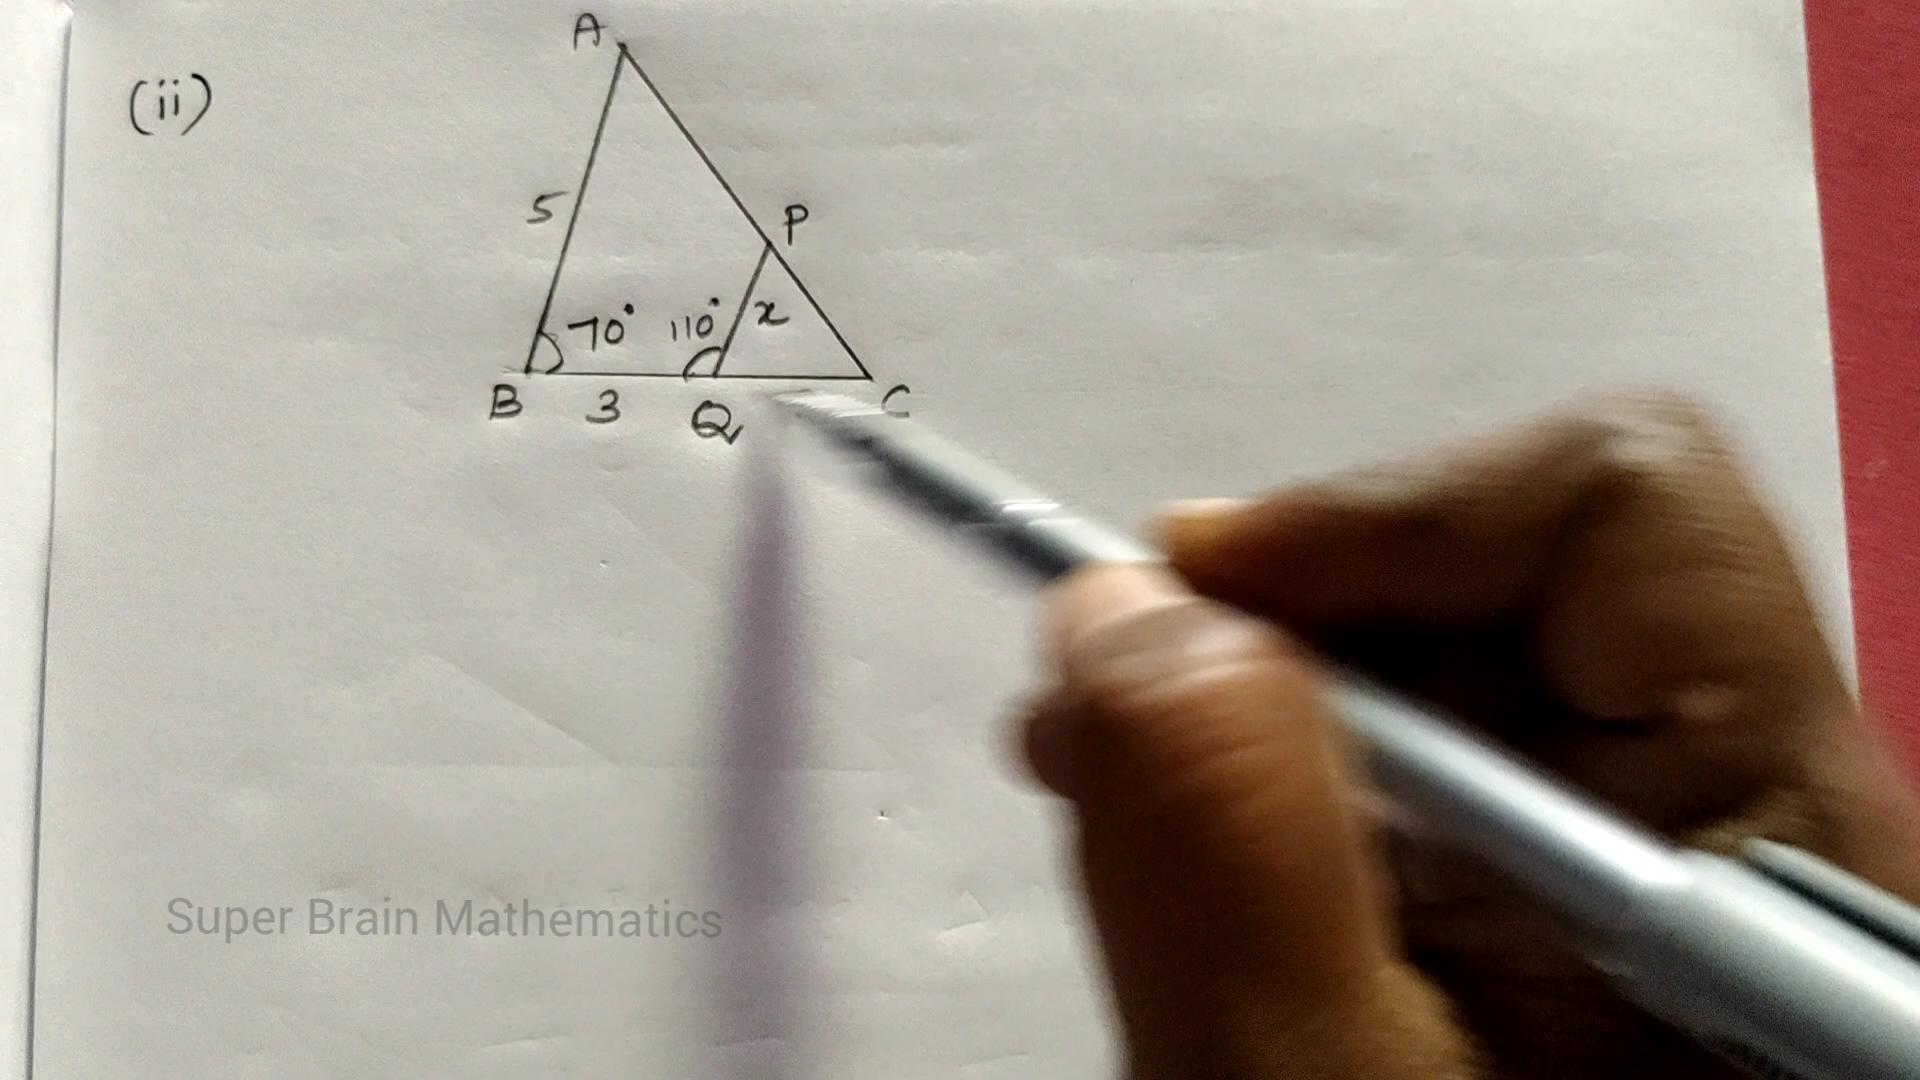 A
(ii)
5
P
70° 110° x
B 3 Q C
Super Brain Mathematics